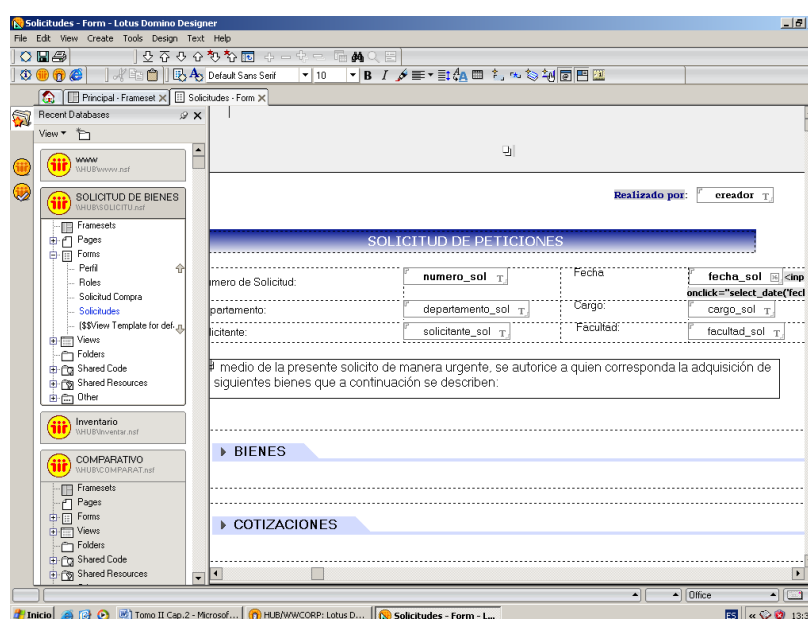 Solicitudes - Form - Lotus Domino Designer
File Edit View Create Tools Design Text Help
Default Sans Serif 10 B I
Principal - Frameset Solicitudes - Form
Recent Databases
View
www
\\HUB\www.nsf
SOLICITUD DE BIENES
\\HUB\SOLICITU.nsf
Framesets
Pages
Forms
Perfil
Roles
Solicitud Compra
Solicitudes
($$View Template for def
Views
Folders
Shared Code
Shared Resources
Other
Inventario
\\HUB\Inventar.nsf
COMPARATIVO
\\HUB\COMPARAT.nsf
Framesets
Pages
Forms
Views
Folders
Shared Code
Shared Resources
Realizado por: creador T
SOLICITUD DE PETICIONES
mero de Solicitud: numero_sol T Fecha fecha_sol 16 <inp
onclick="select_date('fecl
partamento: departamento_sol T Cargo: cargo_sol T
licitante: solicitante_sol T Facultad: facultad_sol T
medio de la presente solicito de manera urgente, se autorice a quien corresponda la adquisición de
siguientes bienes que a continuación se describen:
BIENES
COTIZACIONES
Office
Inicio Tomo II Cap.2 - Microsof... HUB/WWCORP: Lotus D... Solicitudes - Form - L... ES « 13:3